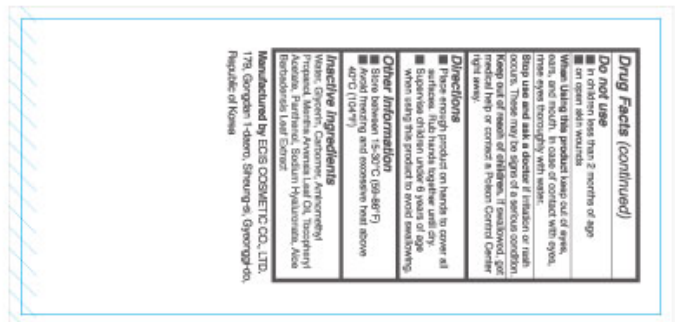 Drug Facts (continued)
Do not use
■ in children less than 2 months of age
■ on open skin wounds
When Using this product keep out of eyes,
ears, and mouth. In case of contact with eyes,
rinse eyes thoroughly with water.
Stop use and ask a doctor if irritation or rash
occurs. These may be signs of a serious condition.
Keep out of reach of children. If swallowed, get
medical help or contact a Poison Control Center
right away.
Directions
■ Place enough product on hands to cover all
surfaces. Rub hands together until dry.
■ Supervise children under 6 years of age
when using this product to avoid swallowing.
Other Information
■ Store between 15-30°C (59-86°F)
■ Avoid freezing and excessive heat above
40°C (104°F)
Inactive ingredients
Water, Glycerin, Carbomer, Aminomethyl
Propanol, Mentha Arvensis Leaf Oil, Tocopheryl
Acetate, Panthenol, Sodium Hyaluronate, Aloe
Barbadensis Leaf Extract
Manufactured by ECIS COSMETIC CO., LTD.
179, Gongdan 1-daero, Siheung-si, Gyeonggi-do,
Republic of Korea